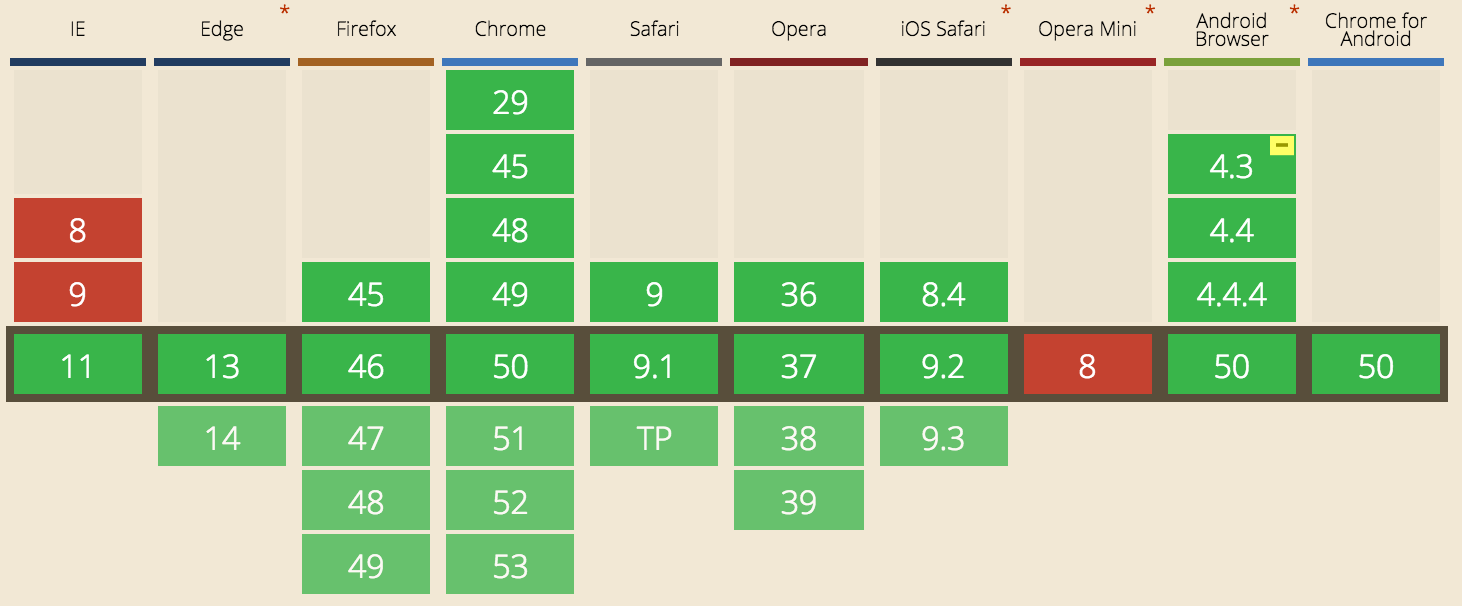 IE Edge * Firefox Chrome Safari Opera iOS Safari * Opera Mini * Android Browser * Chrome for Android
29
45 4.3 -
8 48 4.4
9 45 49 9 36 8.4 4.4.4
11 13 46 50 9.1 37 9.2 8 50 50
14 47 51 TP 38 9.3
48 52 39
49 53